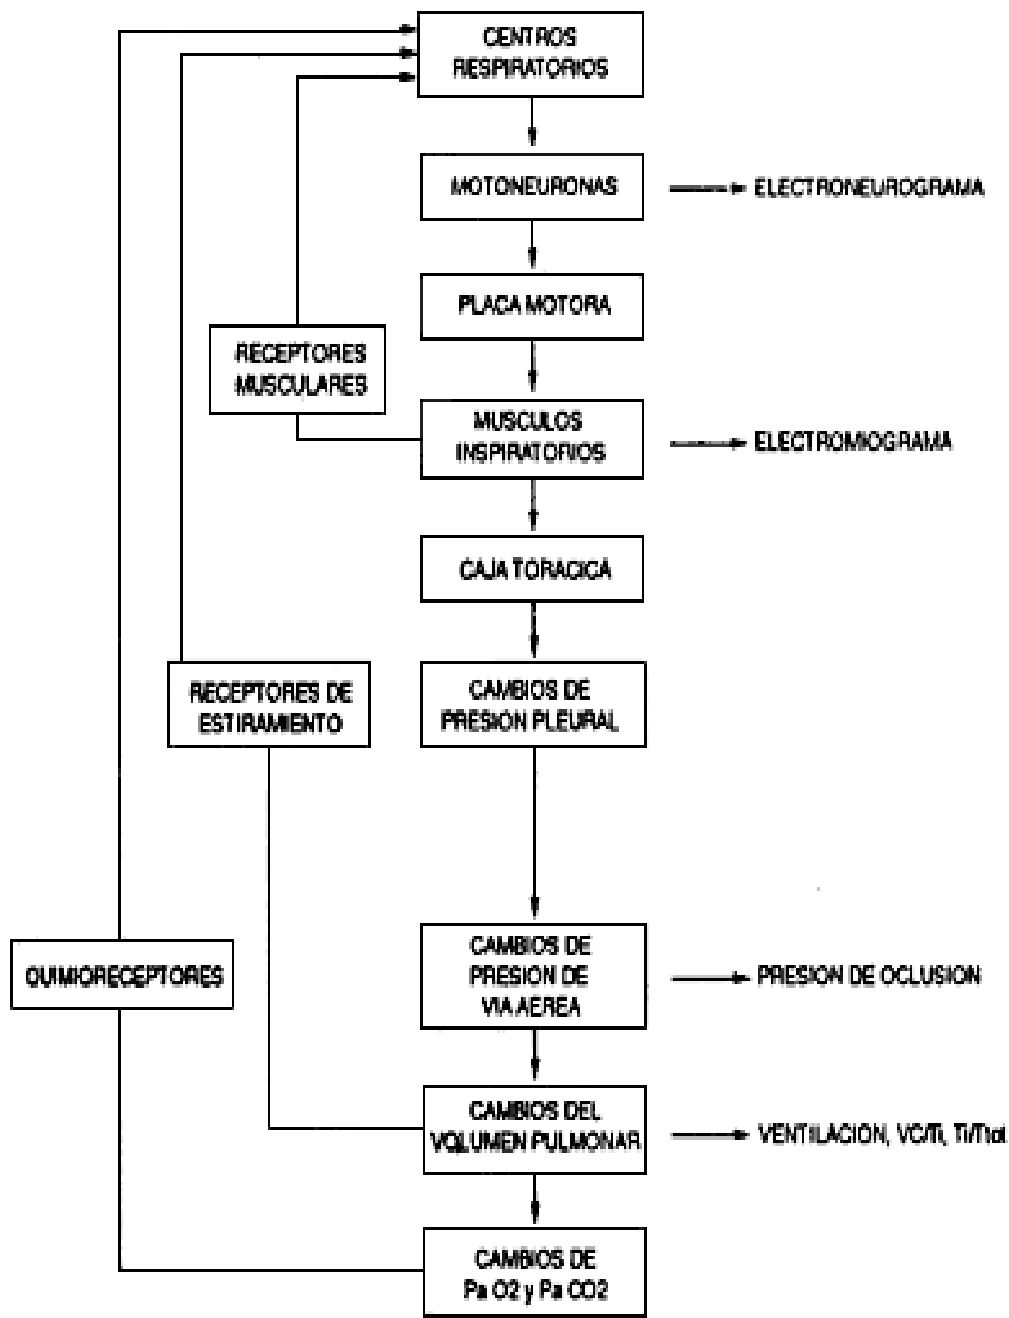 CENTROS
RESPIRATORIOS
MOTONEURONAS
ELECTRONEUROGRAMA
PLACA MOTORA
RECEPTORES
MUSCULARES
MUSCULOS
INSPIRATORIOS
ELECTROMIOGRAMA
CAJA TORACICA
RECEPTORES DE
ESTIRAMIENTO
CAMBIOS DE
PRESION PLEURAL
QUIMIORECEPTORES
CAMBIOS DE
PRESION DE
VIA AEREA
PRESION DE OCLUSION
CAMBIOS DEL
VOLUMEN PULMONAR
VENTILACION, VC/Ti, Ti/Ttot
CAMBIOS DE
Pa O2 y Pa CO2